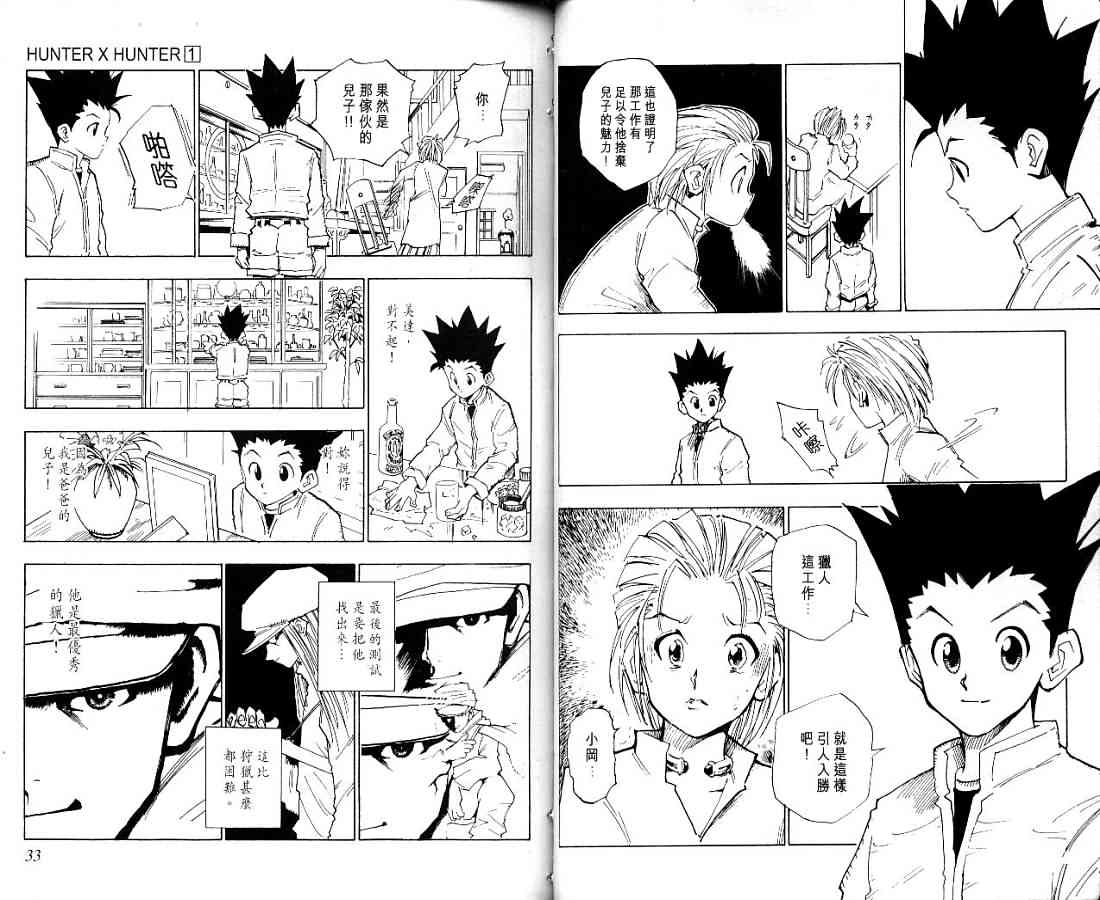 這也證明了
那工作有
足以令他捨棄
兒子的魅力！
カタ
カタ
咔嚓
獵人
這工作…
就是這樣
引人入勝
吧！
小岡…
HUNTER X HUNTER 1
你…
果然是
那傢伙的
兒子!!
啪嗒
美達，
對不起！
妳說得
對！
因為
我是爸爸的
兒子！
最後的測試
是要把他
找出來…
這比
狩獵甚麼
都困難。
他是最優秀
的獵人！
33